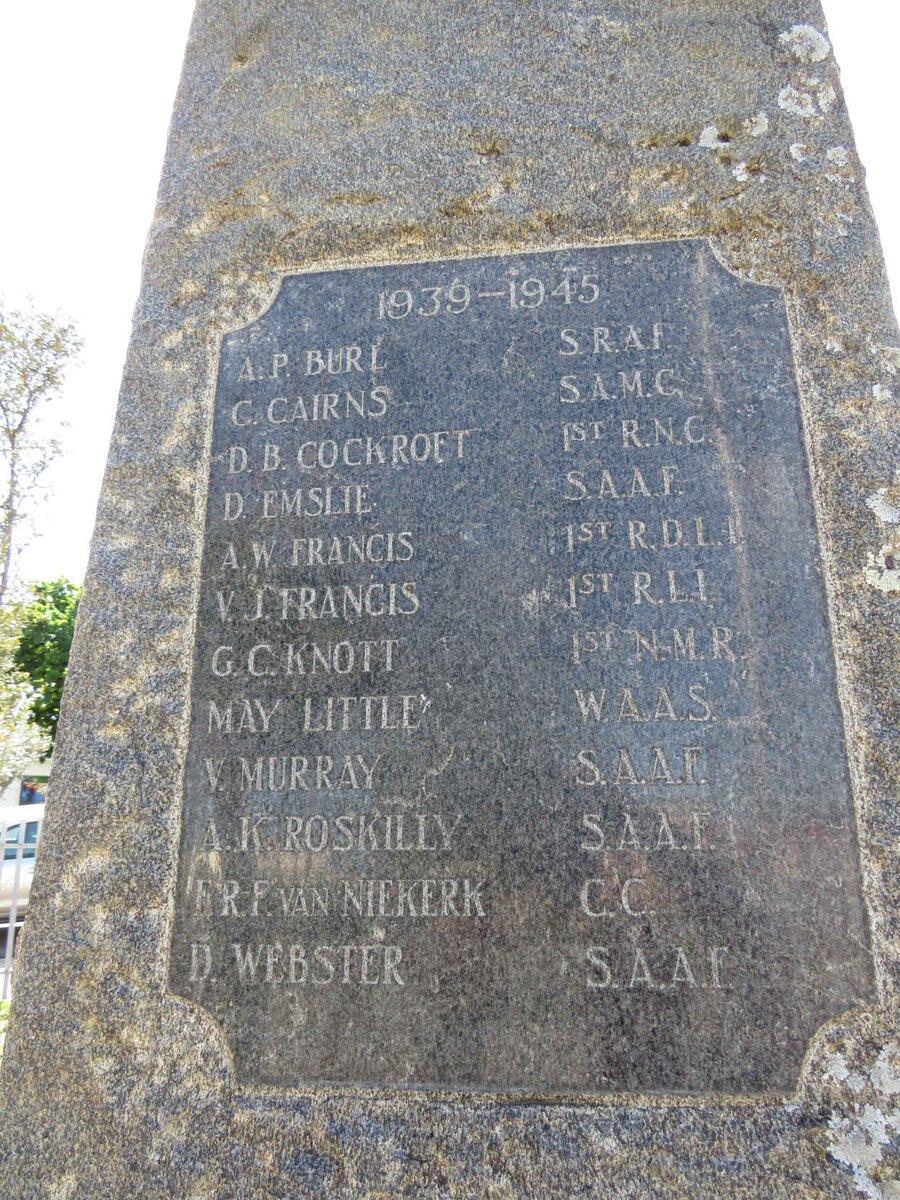 1939-1945
A. P. BURL S.R.A.F
C. CAIRNS S.A.M.C.
D. B. COCKROFT 1ST R.N.C.
D. EMSLIE S.A.A.F.
A.W. FRANCIS 1ST R.D.L.I.
V. J. FRANCIS 1ST R.L.I.
G. C. KNOTT 1ST N.M.R.
MAY LITTLE W.A.A.S.
V. MURRAY S.A.A.F.
A.K. ROSKILLY S.A.A.F.
F.R.F. VAN NIEKERK C.C.
D. WEBSTER S.A.A.F